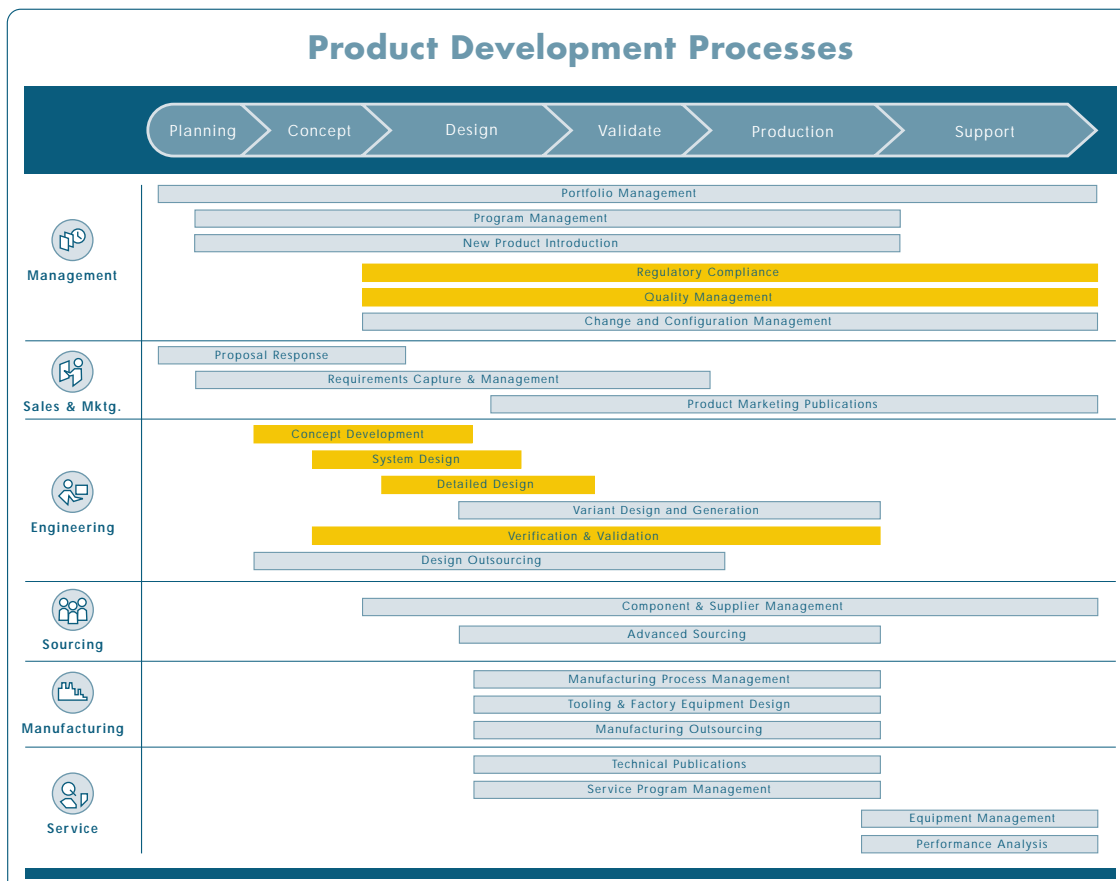 Product Development Processes
Planning
Concept
Design
Validate
Production
Support
Management
Portfolio Management
Program Management
New Product Introduction
Regulatory Compliance
Quality Management
Change and Configuration Management
Sales & Mktg.
Proposal Response
Requirements Capture & Management
Product Marketing Publications
Engineering
Concept Development
System Design
Detailed Design
Variant Design and Generation
Verification & Validation
Design Outsourcing
Sourcing
Component & Supplier Management
Advanced Sourcing
Manufacturing
Manufacturing Process Management
Tooling & Factory Equipment Design
Manufacturing Outsourcing
Service
Technical Publications
Service Program Management
Equipment Management
Performance Analysis